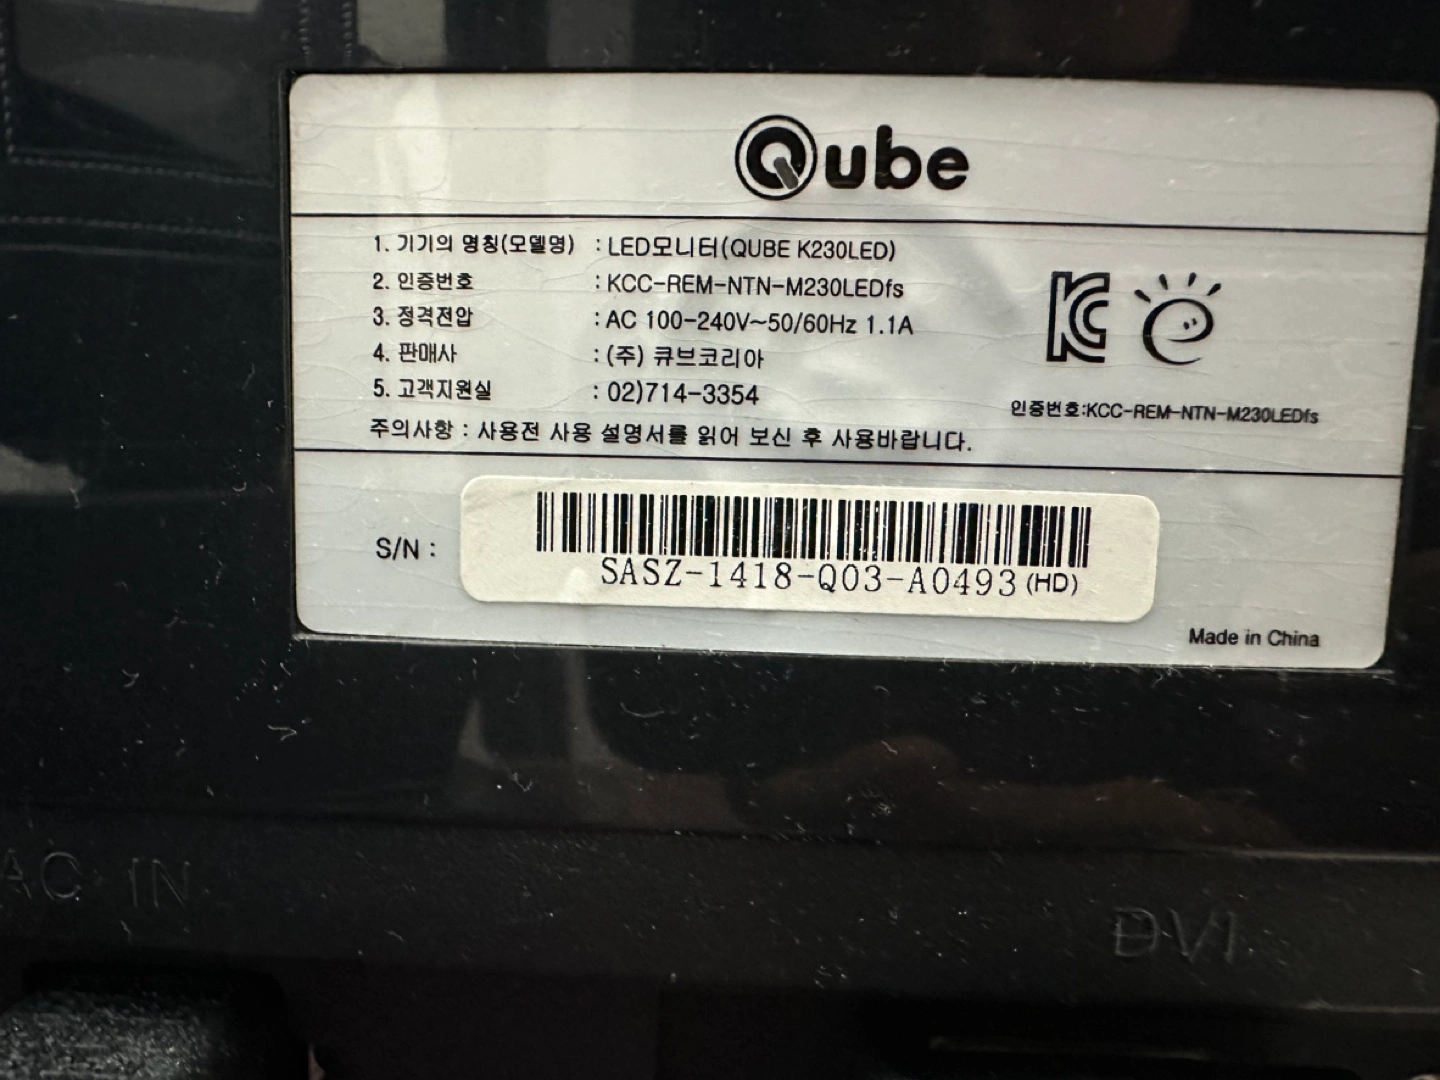 Qube
1. 기기의 명칭(모델명) : LED모니터(QUBE K230LED)
2. 인증번호 : KCC-REM-NTN-M230LEDfs
3. 정격전압 : AC 100-240V~50/60Hz 1.1A
4. 판매사 : (주) 큐브코리아
5. 고객지원실 : 02)714-3354
주의사항 : 사용전 사용 설명서를 읽어 보신 후 사용바랍니다.
인증번호:KCC-REM-NTN-M230LEDfs
S/N :
SASZ-1418-Q03-A0493(HD)
Made in China
AC IN
DVI